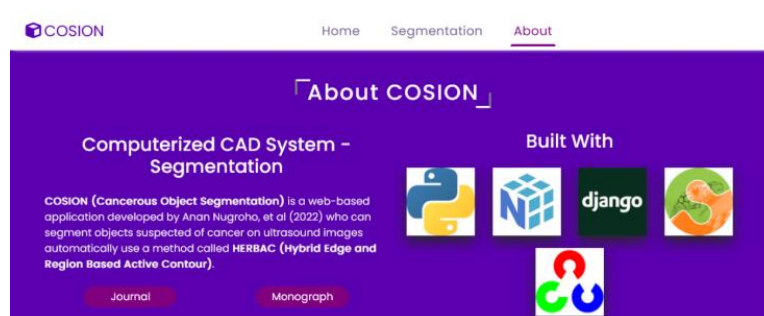 COSION
Home Segmentation About
About COSION
Computerized CAD System -
Segmentation
COSION (Cancerous Object Segmentation) is a web-based
application developed by Anan Nugroho, et al (2022) who can
segment objects suspected of cancer on ultrasound images
automatically use a method called HERBAC (Hybrid Edge and
Region Based Active Contour).
Journal Monograph
Built With
N
django